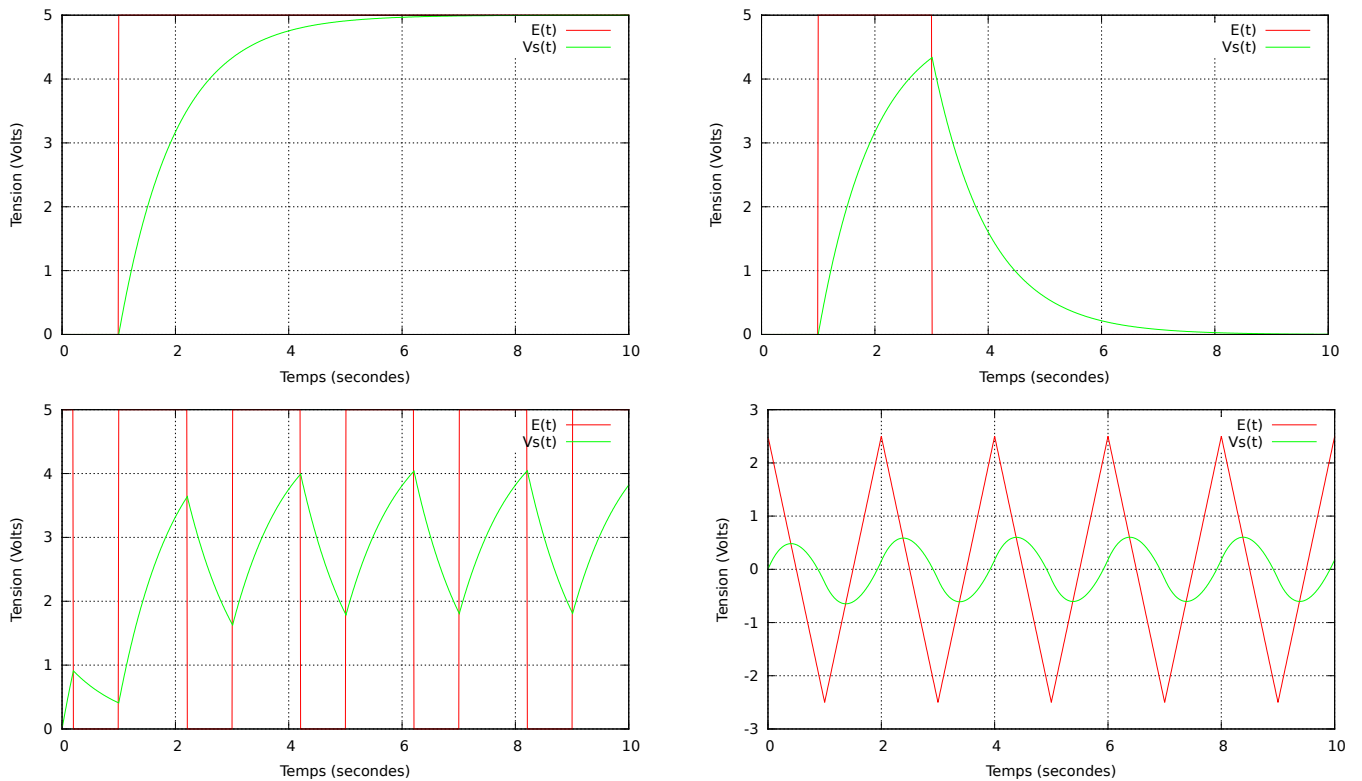 5
4
3
2
1
0
Tension (Volts)
E(t)
Vs(t)
0 2 4 6 8 10
Temps (secondes)
5
4
3
2
1
0
Tension (Volts)
E(t)
Vs(t)
0 2 4 6 8 10
Temps (secondes)
5
4
3
2
1
0
Tension (Volts)
E(t)
Vs(t)
0 2 4 6 8 10
Temps (secondes)
3
2
1
0
-1
-2
-3
Tension (Volts)
E(t)
Vs(t)
0 2 4 6 8 10
Temps (secondes)